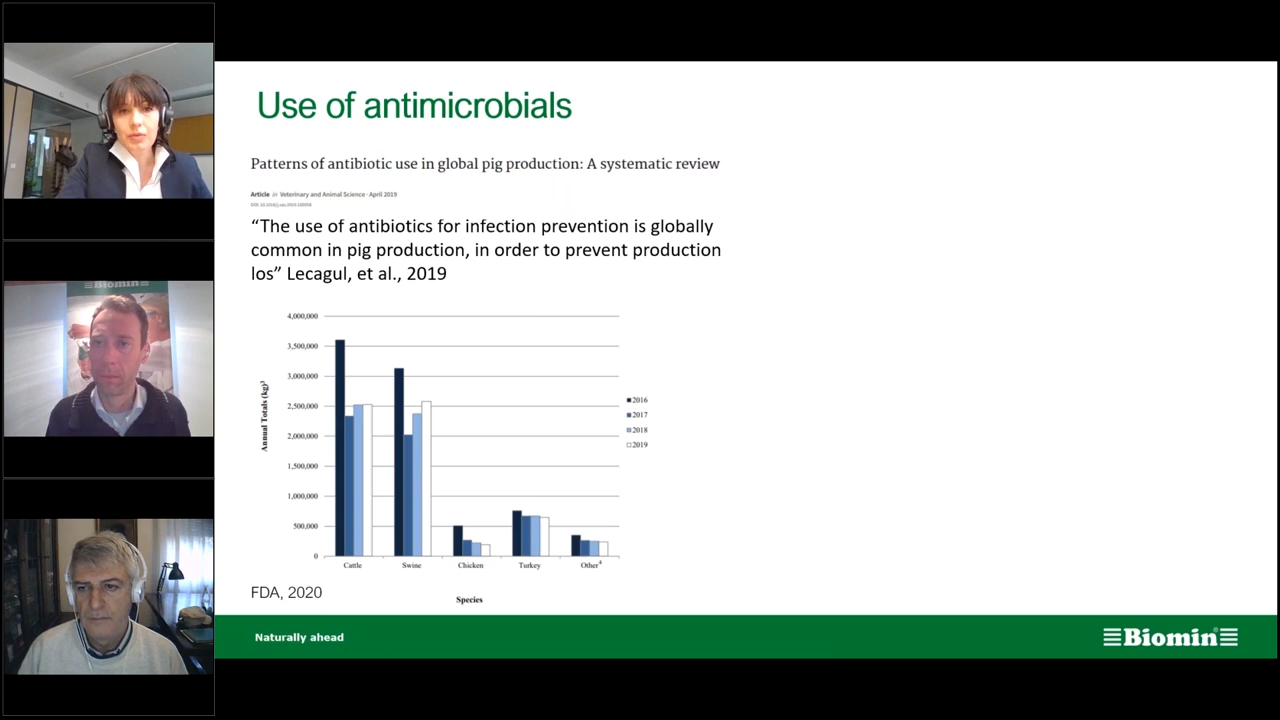 Use of antimicrobials
Patterns of antibiotic use in global pig production: A systematic review
Article in Veterinary and Animal Science · April 2019
“The use of antibiotics for infection prevention is globally
common in pig production, in order to prevent production
los” Lecagul, et al., 2019
4,000,000
3,500,000
3,000,000
2,500,000
2,000,000
1,500,000
1,000,000
500,000
0
Annual Totals (kg)³
Cattle
Swine
Chicken
Turkey
Other⁴
Species
2016
2017
2018
2019
FDA, 2020
Naturally ahead
Biomin®
Biomin